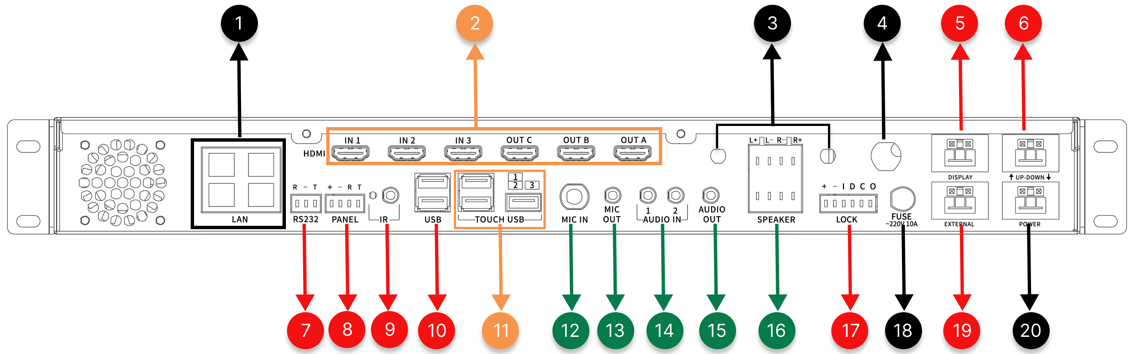 1 2 3 4 5 6
IN 1 IN 2 IN 3 OUT C OUT B OUT A
HDMI
L+ L- R- R+
DISPLAY ↑ UP-DOWN ↓
1
2 3
R - T + - R T + - I D C O
LAN RS232 PANEL IR USB TOUCH USB MIC IN MIC OUT 1 2 AUDIO IN AUDIO OUT SPEAKER LOCK FUSE
~220V 10A EXTERNAL POWER
7 8 9 10 11 12 13 14 15 16 17 18 19 20